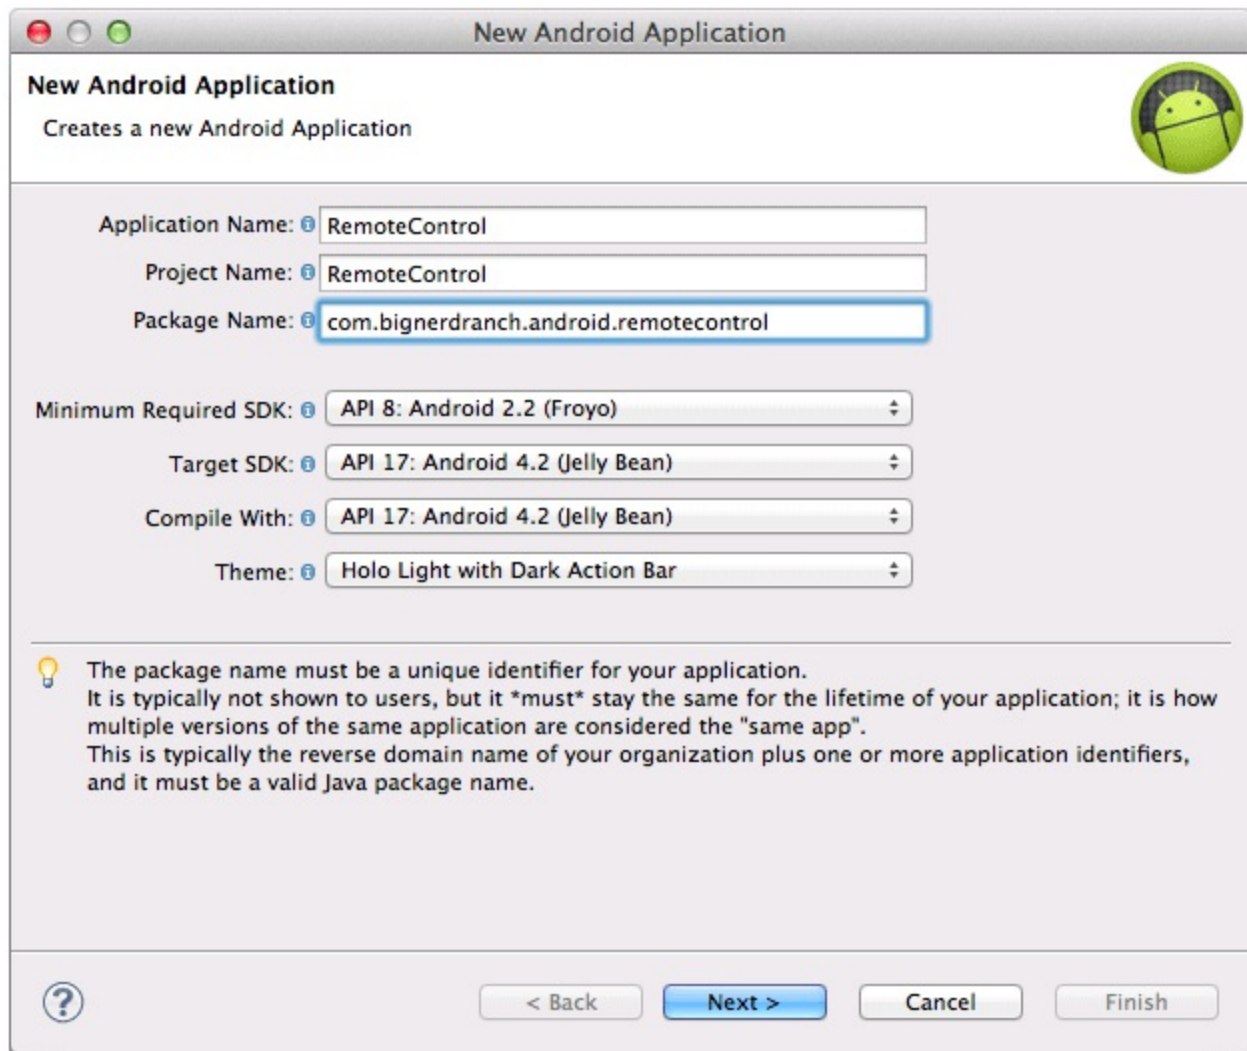 New Android Application
New Android Application
Creates a new Android Application
Application Name: RemoteControl
Project Name: RemoteControl
Package Name: com.bignerdranch.android.remotecontrol
Minimum Required SDK: API 8: Android 2.2 (Froyo)
Target SDK: API 17: Android 4.2 (Jelly Bean)
Compile With: API 17: Android 4.2 (Jelly Bean)
Theme: Holo Light with Dark Action Bar
The package name must be a unique identifier for your application.
It is typically not shown to users, but it *must* stay the same for the lifetime of your application; it is how
multiple versions of the same application are considered the "same app".
This is typically the reverse domain name of your organization plus one or more application identifiers,
and it must be a valid Java package name.
? < Back Next > Cancel Finish